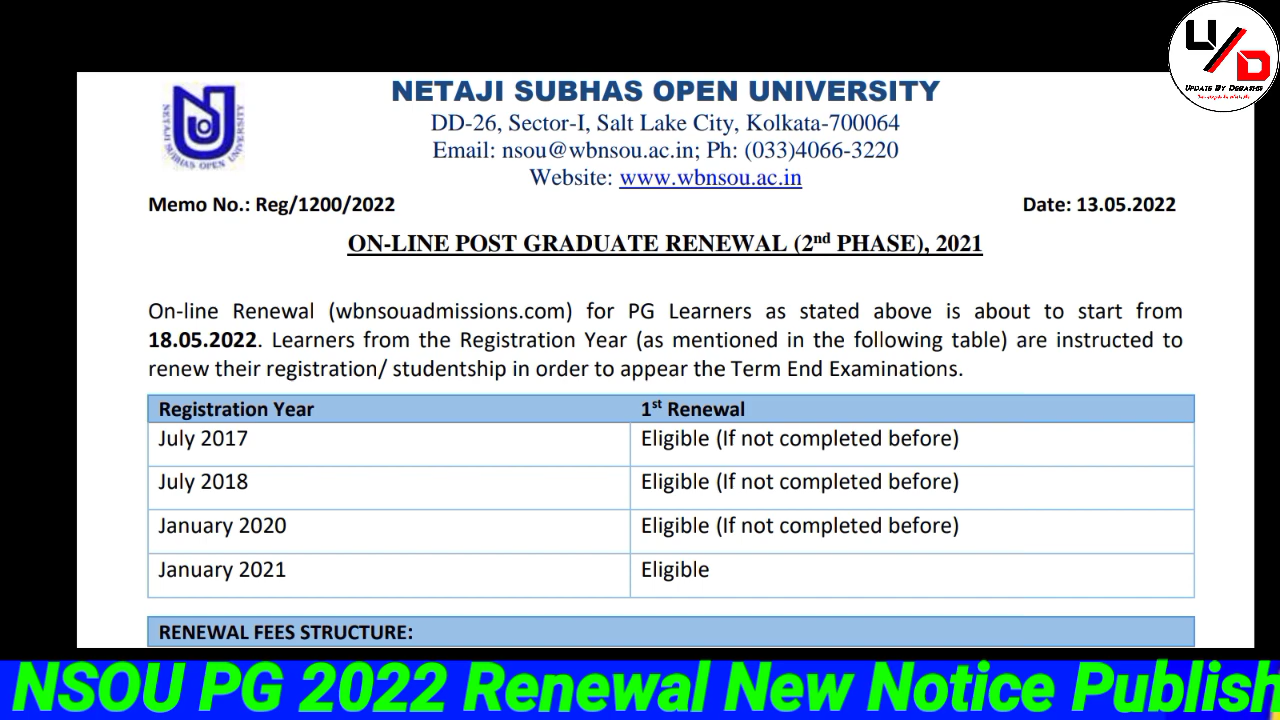 U/D
UPDATE BY DEBASISH
NETAJI SUBHAS OPEN UNIVERSITY
NETAJI SUBHAS OPEN UNIVERSITY
DD-26, Sector-I, Salt Lake City, Kolkata-700064
Email: nsou@wbnsou.ac.in; Ph: (033)4066-3220
Website: www.wbnsou.ac.in
Memo No.: Reg/1200/2022 Date: 13.05.2022
ON-LINE POST GRADUATE RENEWAL (2nd PHASE), 2021
On-line Renewal (wbnsouadmissions.com) for PG Learners as stated above is about to start from
18.05.2022. Learners from the Registration Year (as mentioned in the following table) are instructed to
renew their registration/ studentship in order to appear the Term End Examinations.
Registration Year 1st Renewal
July 2017 Eligible (If not completed before)
July 2018 Eligible (If not completed before)
January 2020 Eligible (If not completed before)
January 2021 Eligible
RENEWAL FEES STRUCTURE:
NSOU PG 2022 Renewal New Notice Publish